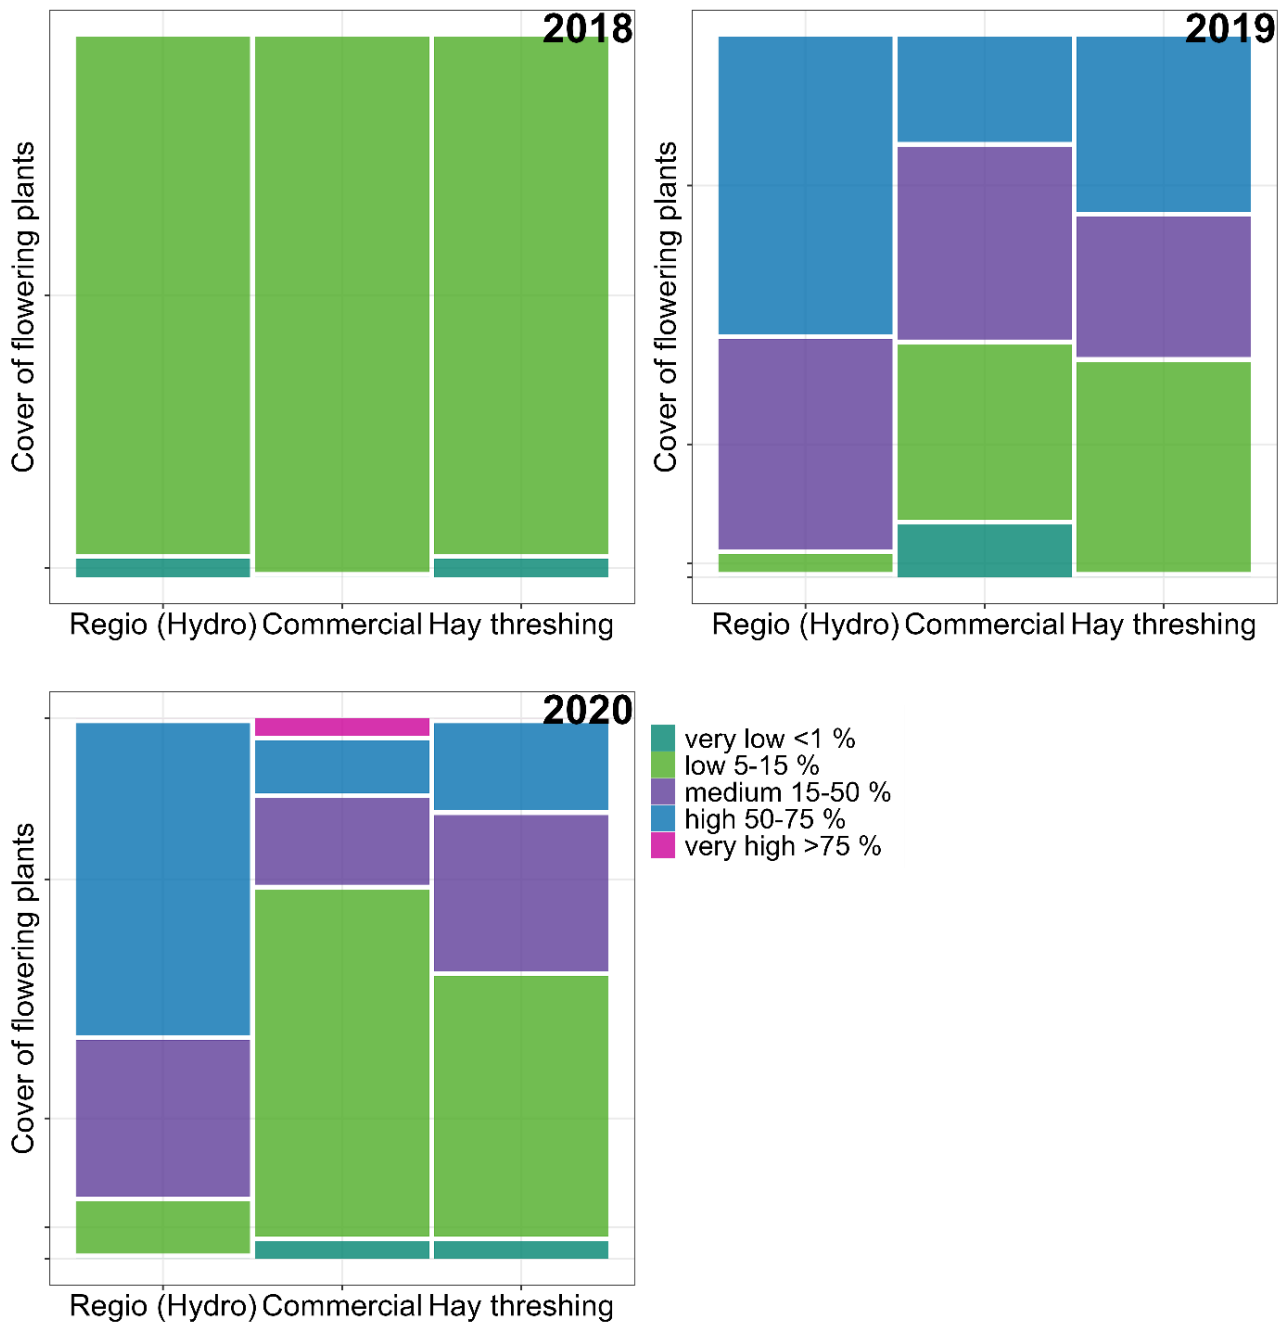 2018
Cover of flowering plants
Regio (Hydro) Commercial Hay threshing
2019
Cover of flowering plants
Regio (Hydro) Commercial Hay threshing
2020
Cover of flowering plants
Regio (Hydro) Commercial Hay threshing
very low <1 %
low 5-15 %
medium 15-50 %
high 50-75 %
very high >75 %